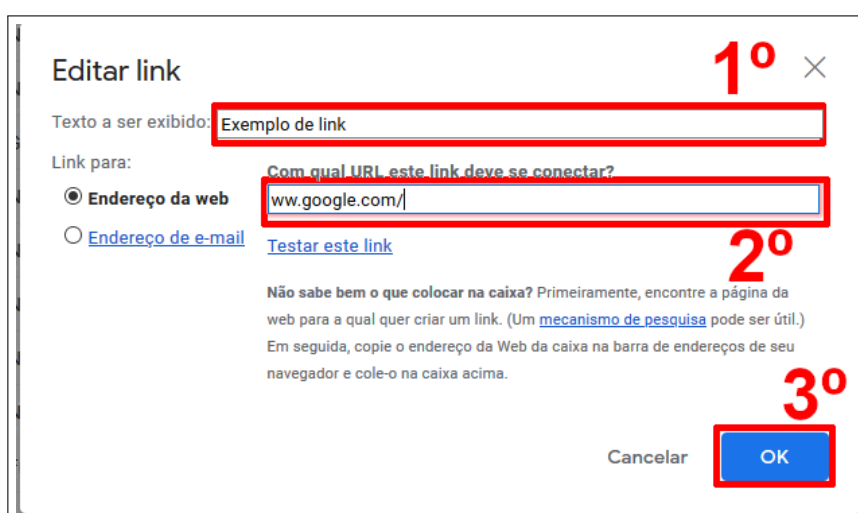 1º
Editar link
Texto a ser exibido: Exemplo de link
Link para:
Com qual URL este link deve se conectar?
Endereço da web
ww.google.com/
Endereço de e-mail
Testar este link
2º
Não sabe bem o que colocar na caixa? Primeiramente, encontre a página da
web para a qual quer criar um link. (Um mecanismo de pesquisa pode ser útil.)
Em seguida, copie o endereço da Web da caixa na barra de endereços de seu
navegador e cole-o na caixa acima.
3º
Cancelar
OK